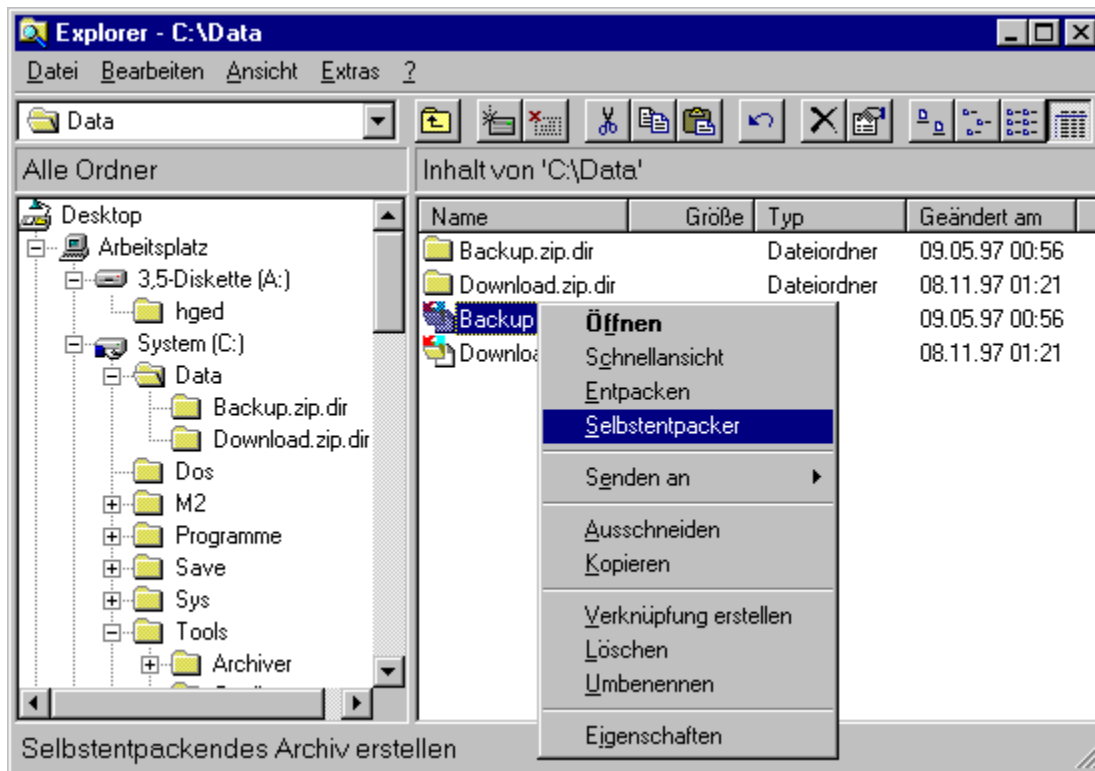 Explorer - C:\Data
Datei Bearbeiten Ansicht Extras ?
Data
Alle Ordner
Inhalt von 'C:\Data'
Desktop
Arbeitsplatz
3,5-Diskette (A:)
hged
System (C:)
Data
Backup.zip.dir
Download.zip.dir
Dos
M2
Programme
Save
Sys
Tools
Archiver
Name Größe Typ Geändert am
Backup.zip.dir Dateiordner 09.05.97 00:56
Download.zip.dir Dateiordner 08.11.97 01:21
Backup 09.05.97 00:56
08.11.97 01:21
Öffnen
Schnellansicht
Entpacken
Selbstentpacker
Senden an
Ausschneiden
Kopieren
Verknüpfung erstellen
Löschen
Umbenennen
Eigenschaften
Selbstentpackendes Archiv erstellen